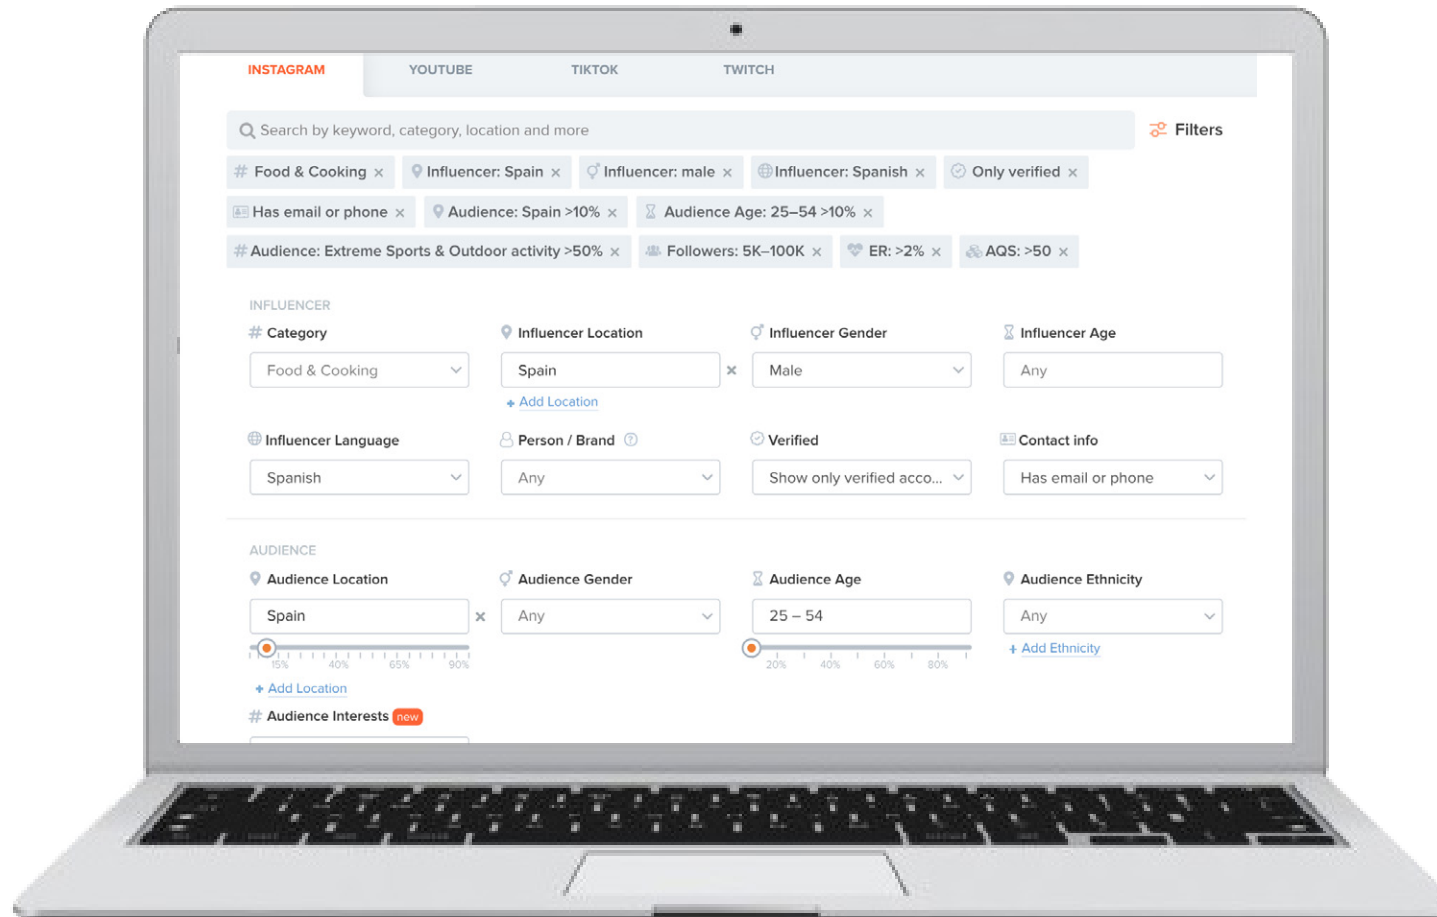 INSTAGRAM YOUTUBE TIKTOK TWITCH
Search by keyword, category, location and more Filters
# Food & Cooking × Influencer: Spain × Influencer: male × Influencer: Spanish × Only verified ×
Has email or phone × Audience: Spain >10% × Audience Age: 25–54 >10% ×
# Audience: Extreme Sports & Outdoor activity >50% × Followers: 5K–100K × ER: >2% × AQS: >50 ×
INFLUENCER
# Category Influencer Location Influencer Gender Influencer Age
Food & Cooking Spain × Male Any
+ Add Location
Influencer Language Person / Brand ? Verified Contact info
Spanish Any Show only verified acco... Has email or phone
AUDIENCE
Audience Location Audience Gender Audience Age Audience Ethnicity
Spain × Any 25 – 54 Any
15% 40% 65% 90% 20% 40% 60% 80% + Add Ethnicity
+ Add Location
# Audience Interests new